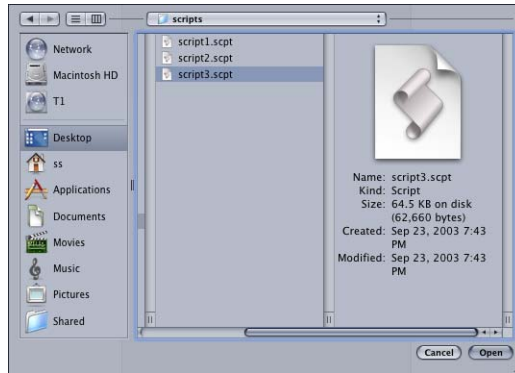 scripts
Network
Macintosh HD
T1
Desktop
ss
Applications
Documents
Movies
Music
Pictures
Shared
script1.scpt
script2.scpt
script3.scpt
Name: script3.scpt
Kind: Script
Size: 64.5 KB on disk
(62,660 bytes)
Created: Sep 23, 2003 7:43
PM
Modified: Sep 23, 2003 7:43
PM
Cancel
Open